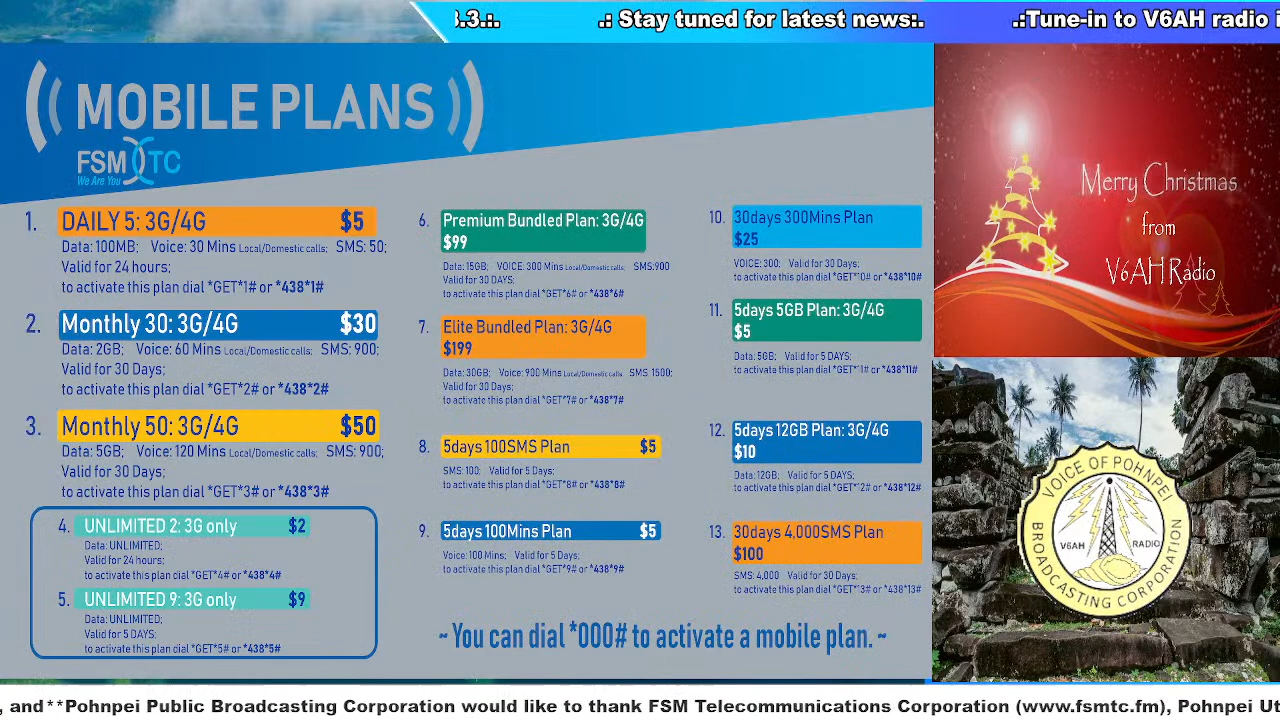 3.3.:.
.: Stay tuned for latest news:.
.:Tune-in to V6AH radio
MOBILE PLANS
FSM TC
We Are You
1. DAILY 5: 3G/4G $5
Data: 100MB; Voice: 30 Mins Local/Domestic calls; SMS: 50;
Valid for 24 hours;
to activate this plan dial *GET*1# or *438*1#
2. Monthly 30: 3G/4G $30
Data: 2GB; Voice: 60 Mins Local/Domestic calls; SMS: 900;
Valid for 30 Days;
to activate this plan dial *GET*2# or *438*2#
3. Monthly 50: 3G/4G $50
Data: 5GB; Voice: 120 Mins Local/Domestic calls; SMS: 900;
Valid for 30 Days;
to activate this plan dial *GET*3# or *438*3#
4. UNLIMITED 2: 3G only $2
Data: UNLIMITED;
Valid for 24 hours;
to activate this plan dial *GET*4# or *438*4#
5. UNLIMITED 9: 3G only $9
Data: UNLIMITED;
Valid for 5 DAYS;
to activate this plan dial *GET*5# or *438*5#
6. Premium Bundled Plan: 3G/4G
$99
Data: 15GB; VOICE: 300 Mins Local/Domestic calls; SMS:900
Valid for 30 DAYS;
to activate this plan dial *GET*6# or *438*6#
7. Elite Bundled Plan: 3G/4G
$199
Data: 30GB; Voice: 900 Mins Local/Domestic calls SMS 1500;
Valid for 30 Days;
to activate this plan dial *GET*7# or *438*7#
8. 5days 100SMS Plan $5
SMS: 100; Valid for 5 Days;
to activate this plan dial *GET*8# or *438*8#
9. 5days 100Mins Plan $5
Voice: 100 Mins; Valid for 5 Days;
to activate this plan dial *GET*9# or *438*9#
10. 30days 300Mins Plan
$25
VOICE: 300; Valid for 30 Days;
to activate this plan dial *GET*10# or *438*10#
11. 5days 5GB Plan: 3G/4G
$5
Data: 5GB; Valid for 5 DAYS;
to activate this plan dial *GET*11# or *438*11#
12. 5days 12GB Plan: 3G/4G
$10
Data: 12GB; Valid for 5 DAYS;
to activate this plan dial *GET*12# or *438*12#
13. 30days 4,000SMS Plan
$100
SMS: 4,000 Valid for 30 Days;
to activate this plan dial *GET*13# or *438*13#
~ You can dial *000# to activate a mobile plan. ~
Merry Christmas
from
V6AH Radio
VOICE OF POHNPEI
V6AH RADIO
BROADCASTING CORPORATION
, and**Pohnpei Public Broadcasting Corporation would like to thank FSM Telecommunications Corporation (www.fsmtc.fm), Pohnpei Ut